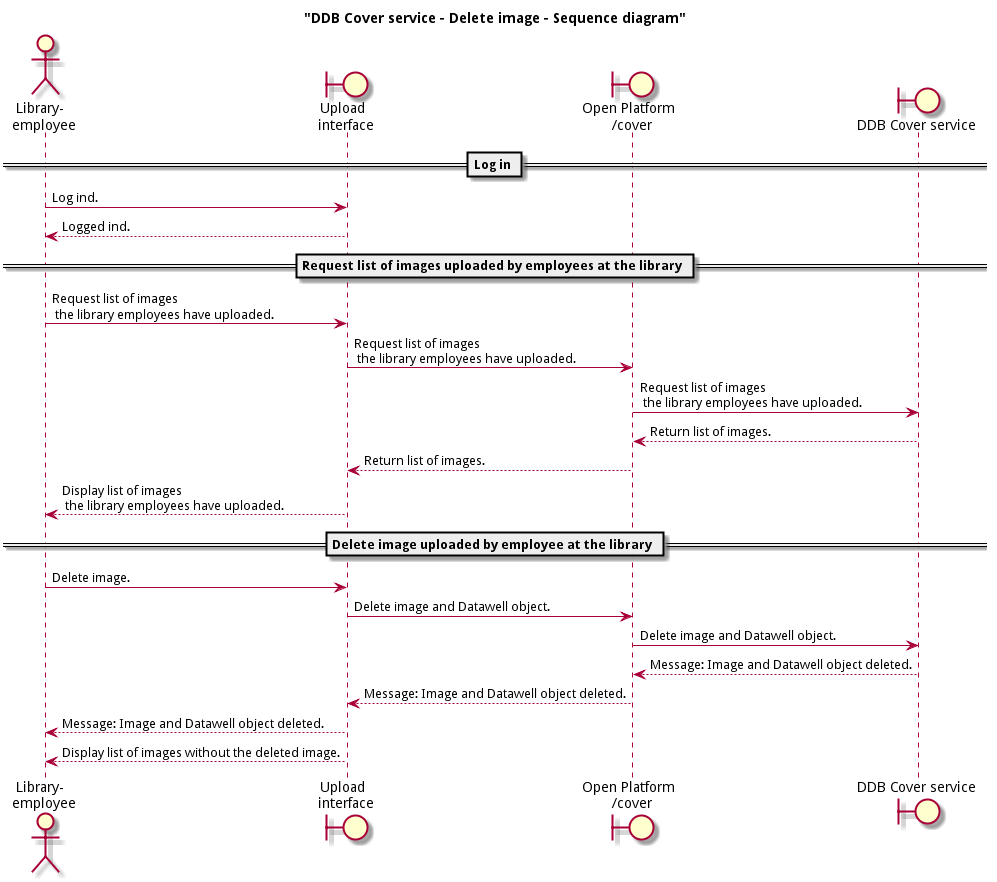 "DDB Cover service - Delete image - Sequence diagram"
Library-
employee
Upload
interface
Open Platform
/cover
DDB Cover service
Log in
Log ind.
Logged ind.
Request list of images uploaded by employees at the library
Request list of images
the library employees have uploaded.
Request list of images
the library employees have uploaded.
Request list of images
the library employees have uploaded.
Return list of images.
Return list of images.
Display list of images
the library employees have uploaded.
Delete image uploaded by employee at the library
Delete image.
Delete image and Datawell object.
Delete image and Datawell object.
Message: Image and Datawell object deleted.
Message: Image and Datawell object deleted.
Message: Image and Datawell object deleted.
Display list of images without the deleted image.
Library-
employee
Upload
interface
Open Platform
/cover
DDB Cover service